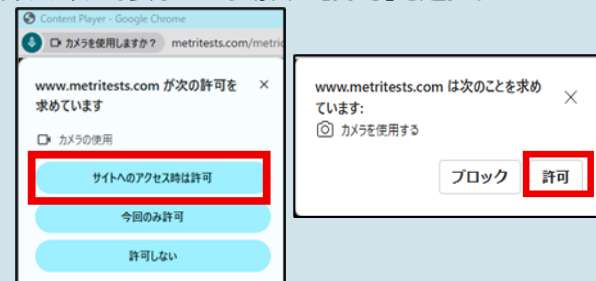 Content Player - Google Chrome
カメラを使用しますか？ metritests.com/metric
www.metritests.com が次の許可を
求めています
カメラの使用
サイトへのアクセス時は許可
今回のみ許可
許可しない
www.metritests.com は次のことを求め
ています:
カメラを使用する
ブロック 許可